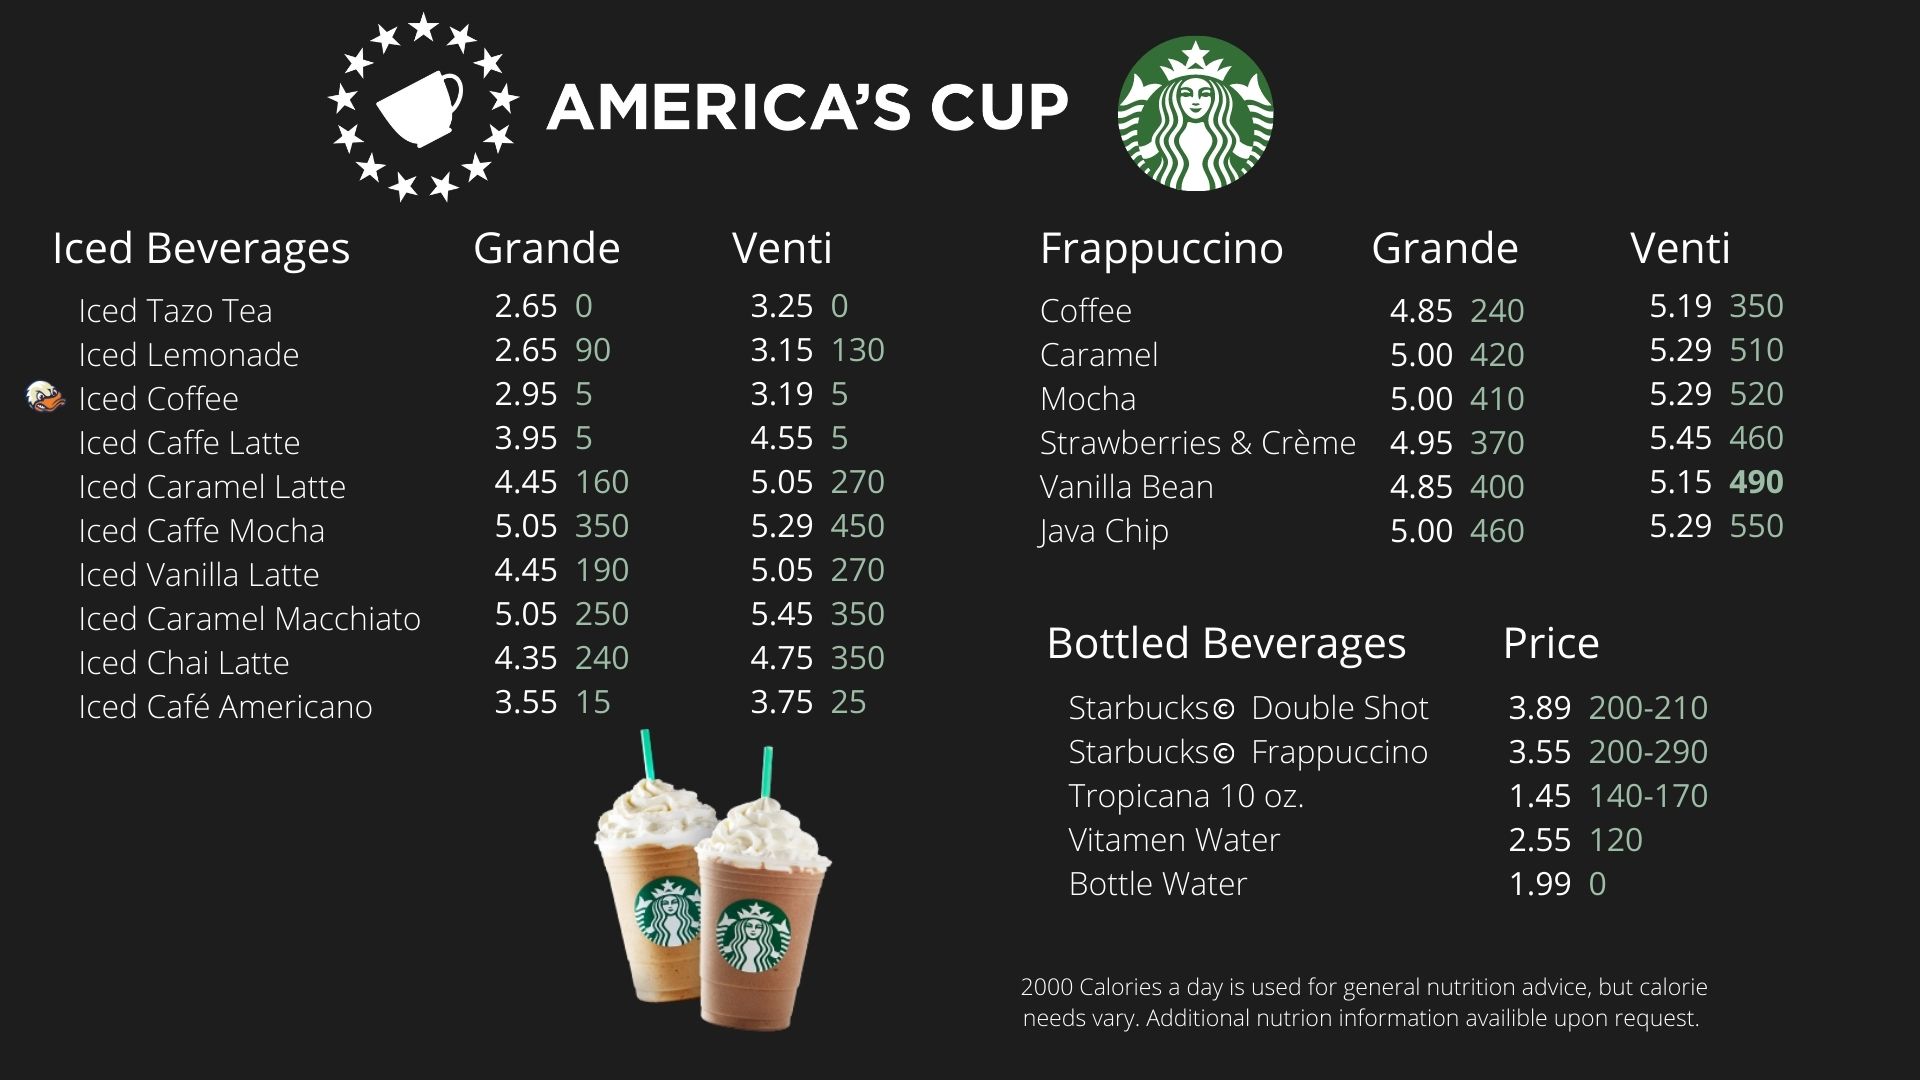 AMERICA'S CUP
Iced Beverages Grande Venti
Iced Tazo Tea 2.65 0 3.25 0
Iced Lemonade 2.65 90 3.15 130
Iced Coffee 2.95 5 3.19 5
Iced Caffe Latte 3.95 5 4.55 5
Iced Caramel Latte 4.45 160 5.05 270
Iced Caffe Mocha 5.05 350 5.29 450
Iced Vanilla Latte 4.45 190 5.05 270
Iced Caramel Macchiato 5.05 250 5.45 350
Iced Chai Latte 4.35 240 4.75 350
Iced Café Americano 3.55 15 3.75 25
Frappuccino Grande Venti
Coffee 4.85 240 5.19 350
Caramel 5.00 420 5.29 510
Mocha 5.00 410 5.29 520
Strawberries & Crème 4.95 370 5.45 460
Vanilla Bean 4.85 400 5.15 490
Java Chip 5.00 460 5.29 550
Bottled Beverages Price
Starbucks© Double Shot 3.89 200-210
Starbucks© Frappuccino 3.55 200-290
Tropicana 10 oz. 1.45 140-170
Vitamen Water 2.55 120
Bottle Water 1.99 0
2000 Calories a day is used for general nutrition advice, but calorie
needs vary. Additional nutrion information availible upon request.